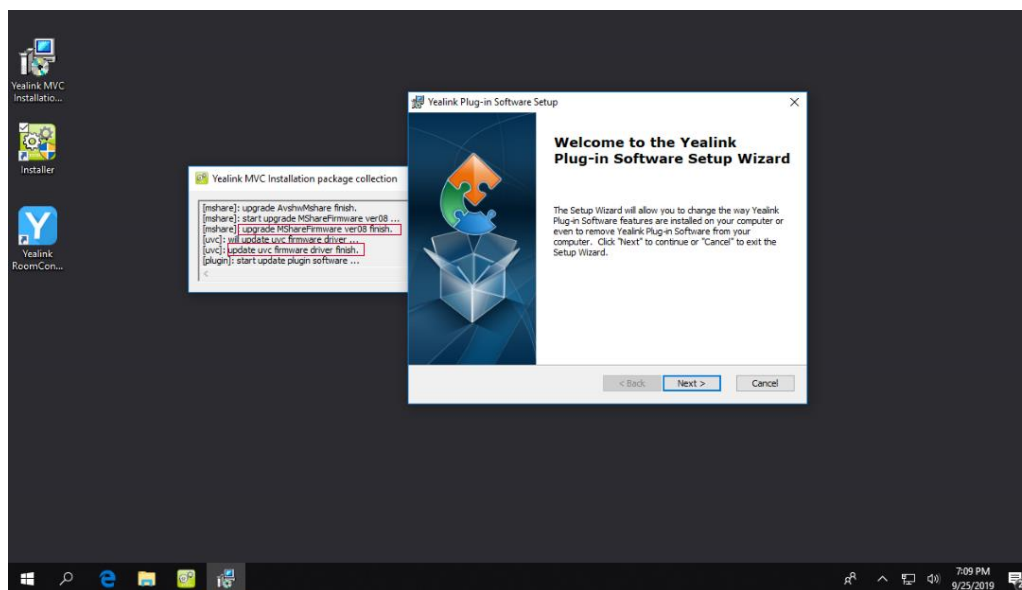 Yealink MVC
Installatio...
Installer
Yealink
RoomCon...
Yealink MVC Installation package collection
[mshare]: upgrade AvshwMshare finish.
[mshare]: start upgrade MShareFirmware ver08 ...
[mshare]: upgrade MShareFirmware ver08 finish.
[uvc]: will update uvc firmware driver ...
[uvc]: update uvc firmware driver finish.
[plugin]: start update plugin software ...
Yealink Plug-in Software Setup
Welcome to the Yealink
Plug-in Software Setup Wizard
The Setup Wizard will allow you to change the way Yealink
Plug-in Software features are installed on your computer or
even to remove Yealink Plug-in Software from your
computer. Click "Next" to continue or "Cancel" to exit the
Setup Wizard.
< Back
Next >
Cancel
7:09 PM
9/25/2019